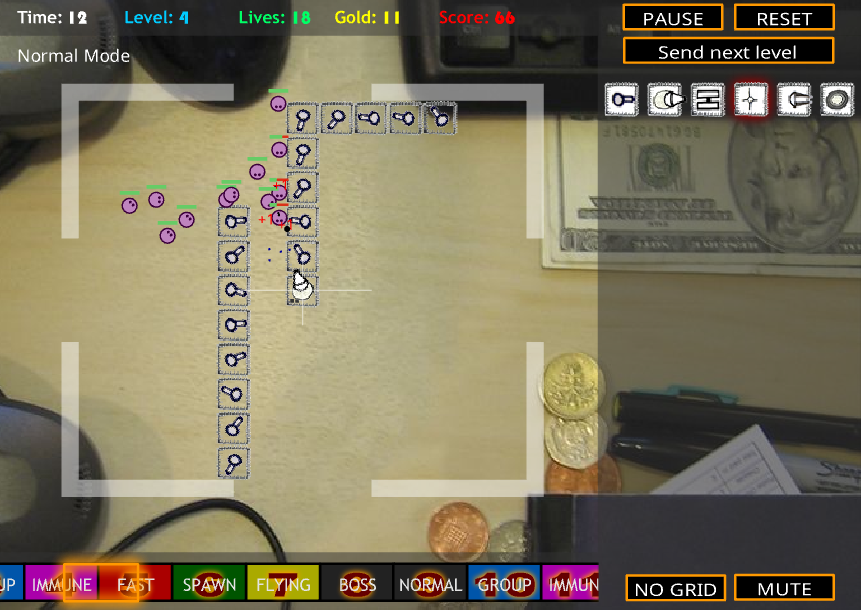 Time: 12 Level: 4 Lives: 18 Gold: 11 Score: 66
PAUSE RESET
Normal Mode
Send next level
UP IMMUNE FAST SPAWN FLYING BOSS NORMAL GROUP IMMUN
NO GRID MUTE